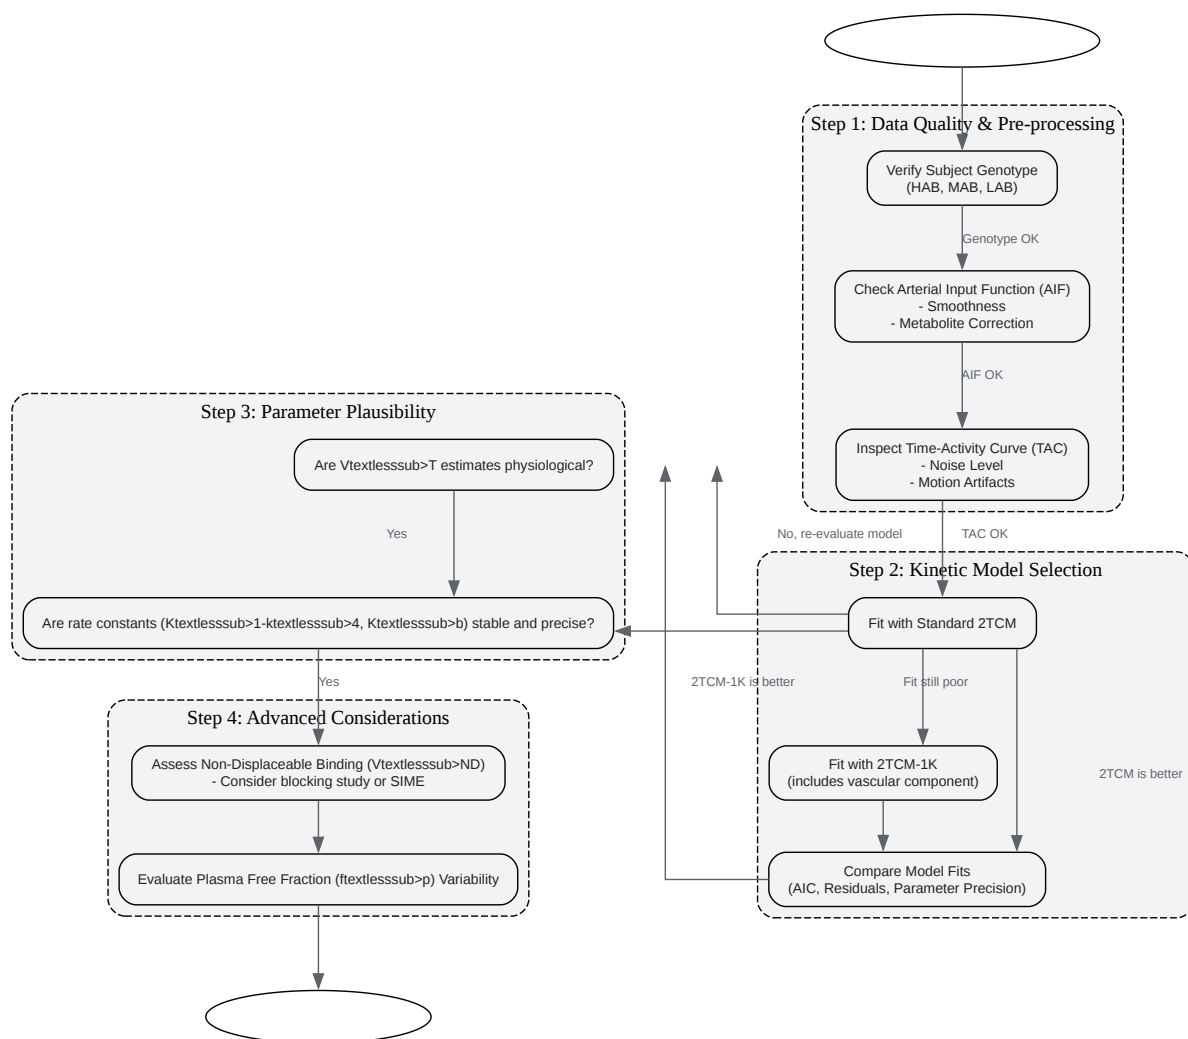 Step 1: Data Quality & Pre-processing
Verify Subject Genotype
(HAB, MAB, LAB)
Genotype OK
Check Arterial Input Function (AIF)
- Smoothness
- Metabolite Correction
AIF OK
Inspect Time-Activity Curve (TAC)
- Noise Level
- Motion Artifacts
No, re-evaluate model
TAC OK
Step 2: Kinetic Model Selection
Fit with Standard 2TCM
2TCM-1K is better
Fit still poor
Fit with 2TCM-1K
(includes vascular component)
2TCM is better
Compare Model Fits
(AIC, Residuals, Parameter Precision)
Step 3: Parameter Plausibility
Are Vtextlesssub>T estimates physiological?
Yes
Are rate constants (Ktextlesssub>1-ktextlesssub>4, Ktextlesssub>b) stable and precise?
Yes
Step 4: Advanced Considerations
Assess Non-Displaceable Binding (Vtextlesssub>ND)
- Consider blocking study or SIME
Evaluate Plasma Free Fraction (ftextlesssub>p) Variability